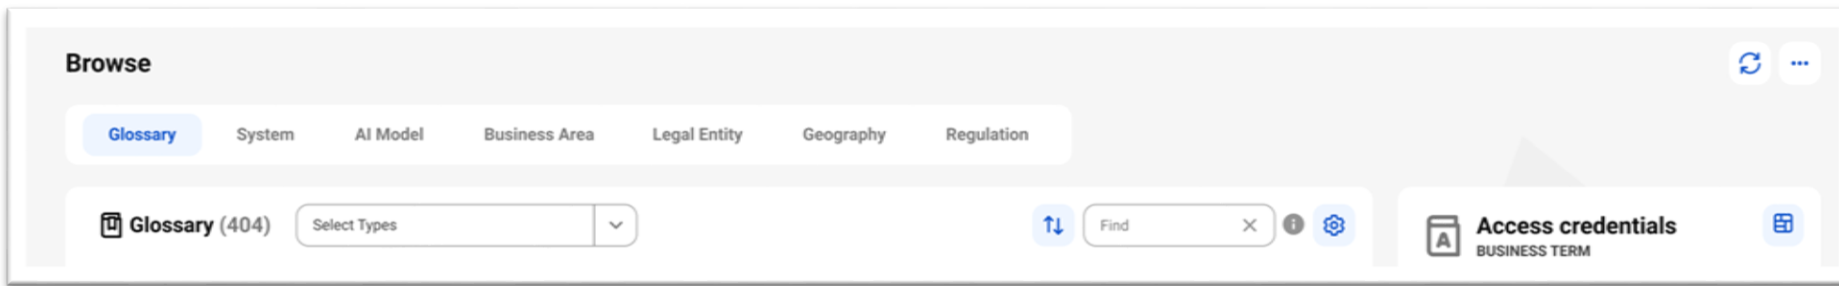 Browse
Glossary System AI Model Business Area Legal Entity Geography Regulation
Glossary (404) Select Types Find
Access credentials
BUSINESS TERM